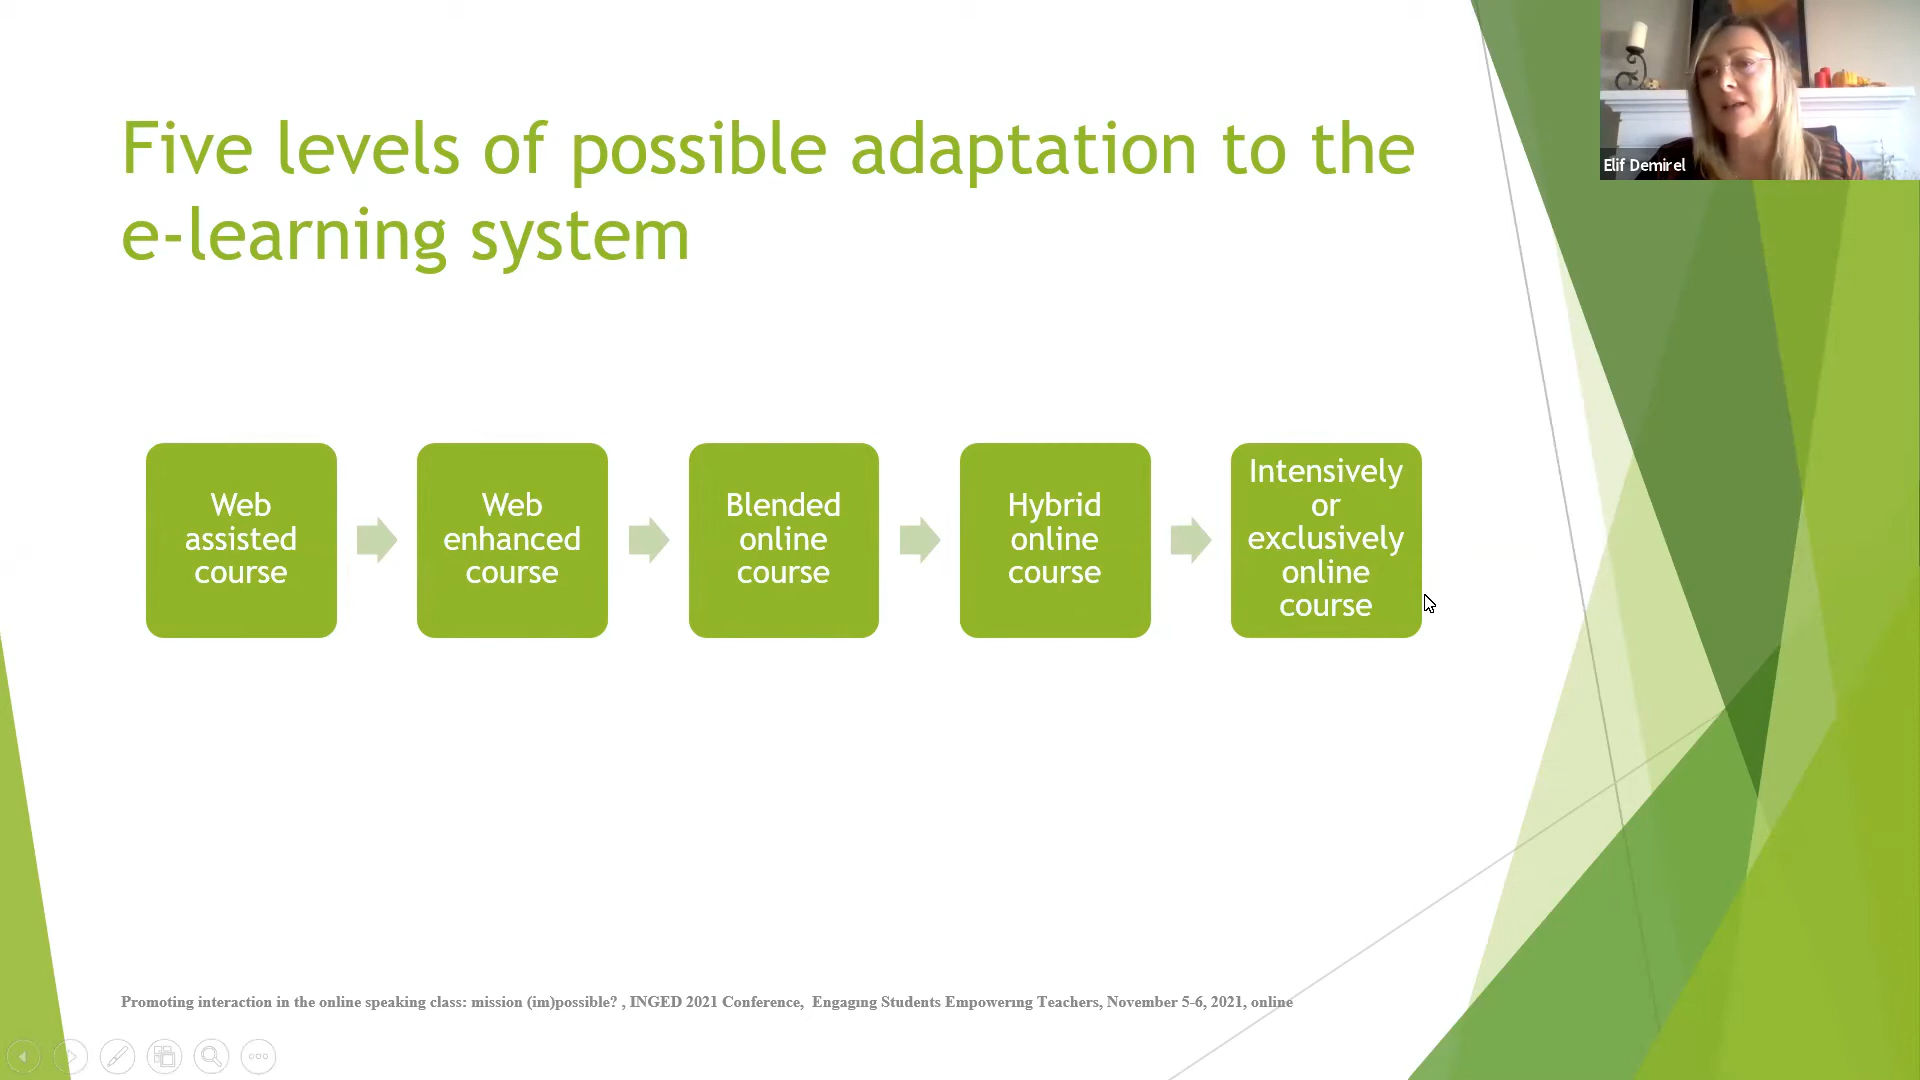 Five levels of possible adaptation to the
e-learning system
Elif Demirel
Web
assisted
course
Web
enhanced
course
Blended
online
course
Hybrid
online
course
Intensively
or
exclusively
online
course
Promoting interaction in the online speaking class: mission (im)possible? , INGED 2021 Conference, Engagıng Students Empowerıng Teachers, November 5-6, 2021, online